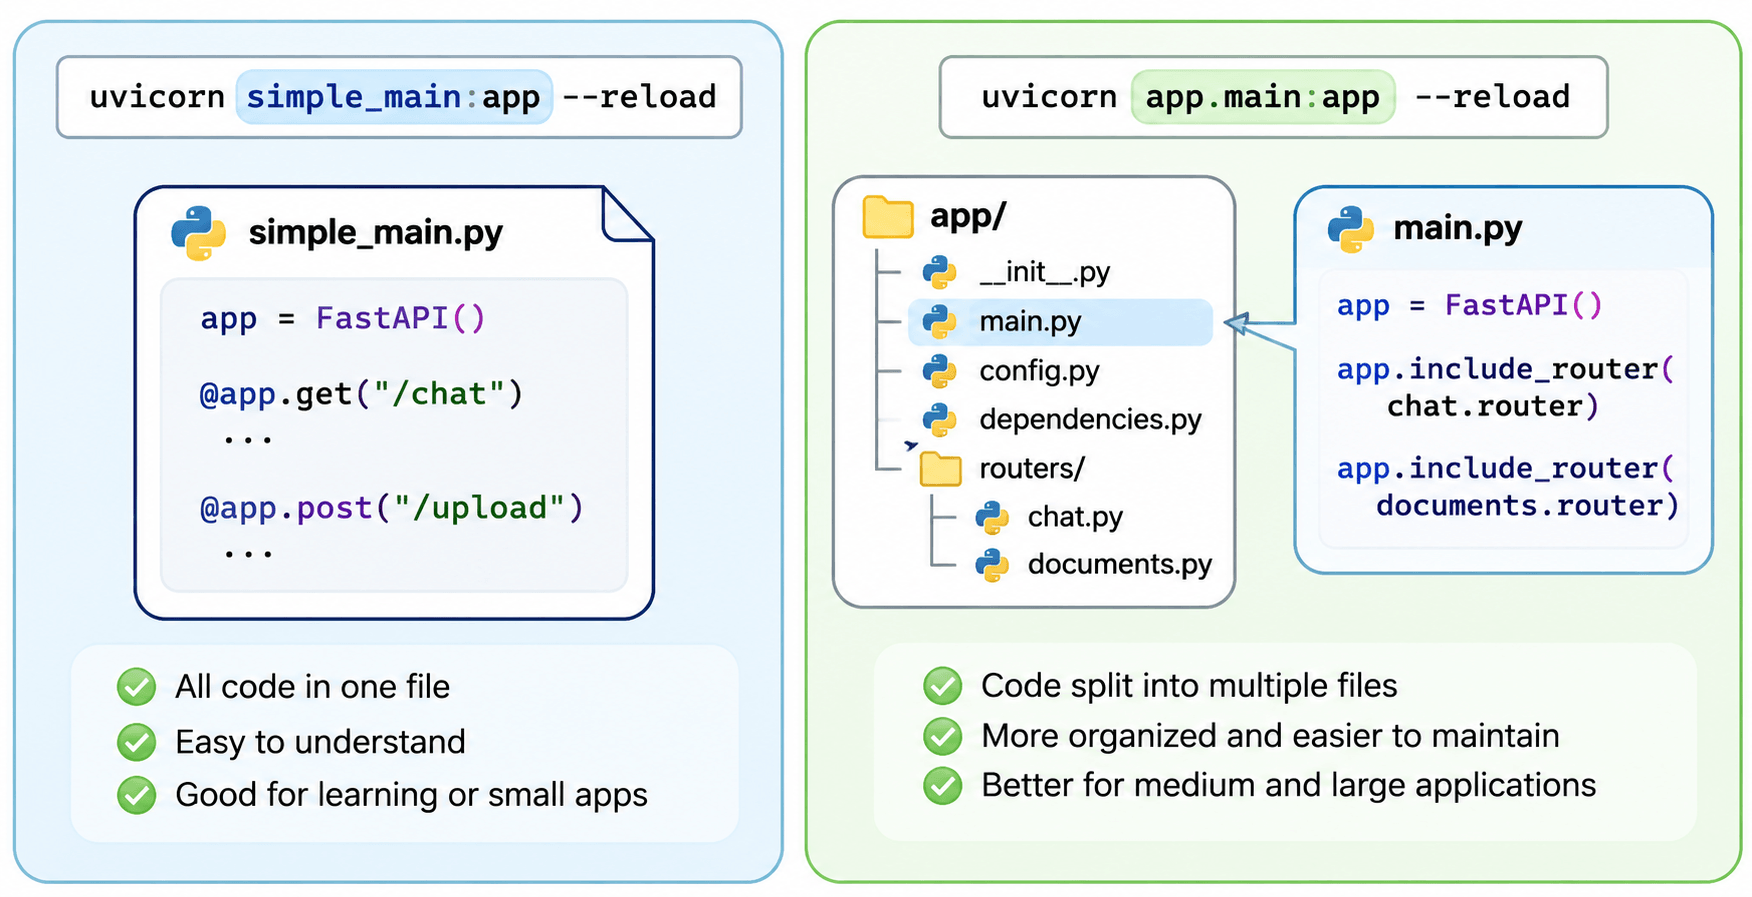 uvicorn simple_main:app --reload
simple_main.py
app = FastAPI()
@app.get("/chat")
...
@app.post("/upload")
...
All code in one file
Easy to understand
Good for learning or small apps
uvicorn app.main:app --reload
app/
__init__.py
main.py
config.py
dependencies.py
routers/
chat.py
documents.py
main.py
app = FastAPI()
app.include_router(
chat.router)
app.include_router(
documents.router)
Code split into multiple files
More organized and easier to maintain
Better for medium and large applications